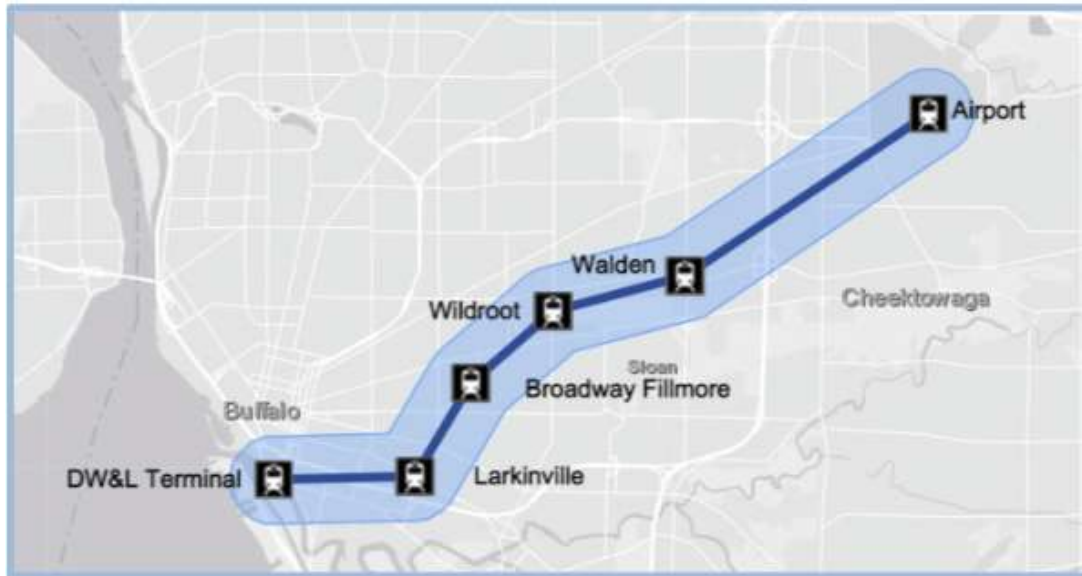 Airport
Walden
Cheektowaga
Wildroot
Sloan
Broadway Fillmore
Buffalo
DW&L Terminal
Larkinville